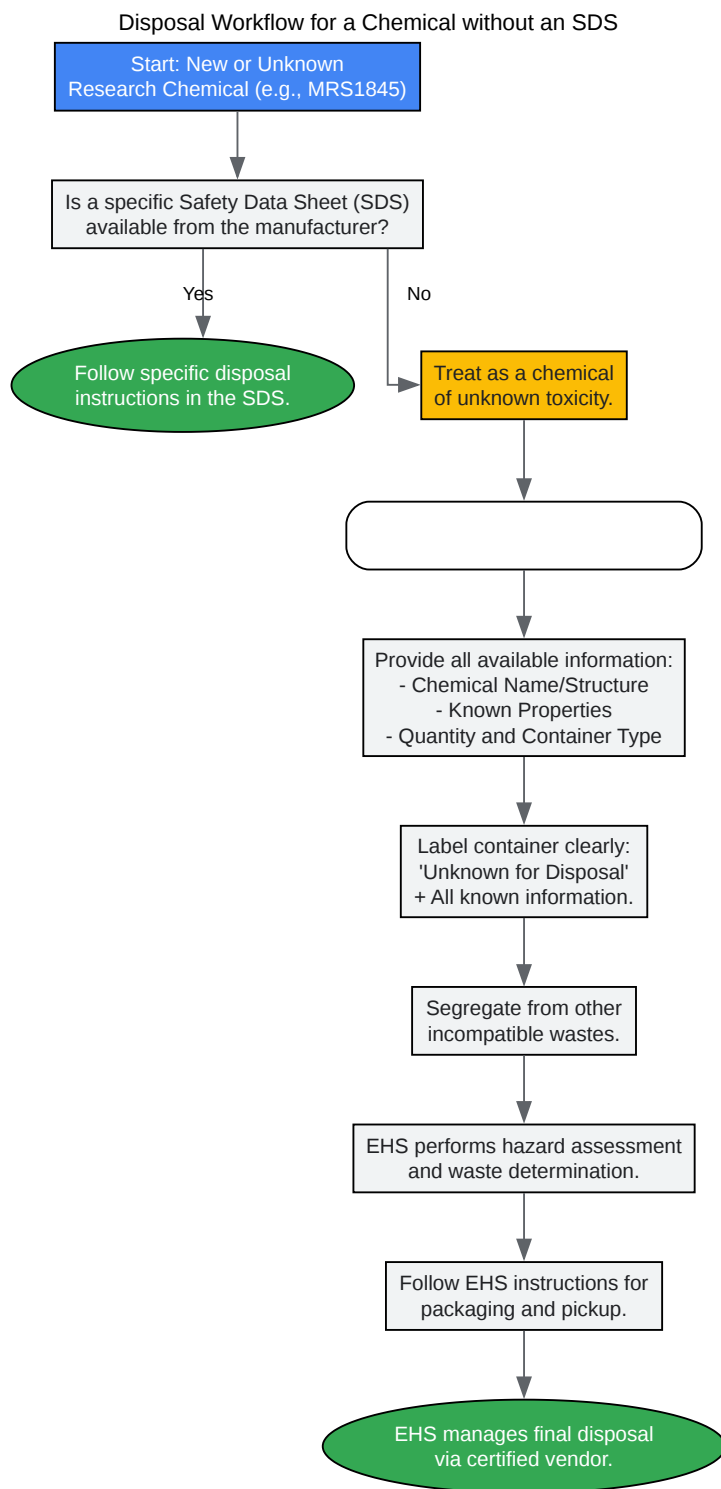 Disposal Workflow for a Chemical without an SDS
Start: New or Unknown
Research Chemical (e.g., MRS1845)
Is a specific Safety Data Sheet (SDS)
available from the manufacturer?
Yes
No
Follow specific disposal
instructions in the SDS.
Treat as a chemical
of unknown toxicity.
Provide all available information:
- Chemical Name/Structure
- Known Properties
- Quantity and Container Type
Label container clearly:
'Unknown for Disposal'
+ All known information.
Segregate from other
incompatible wastes.
EHS performs hazard assessment
and waste determination.
Follow EHS instructions for
packaging and pickup.
EHS manages final disposal
via certified vendor.